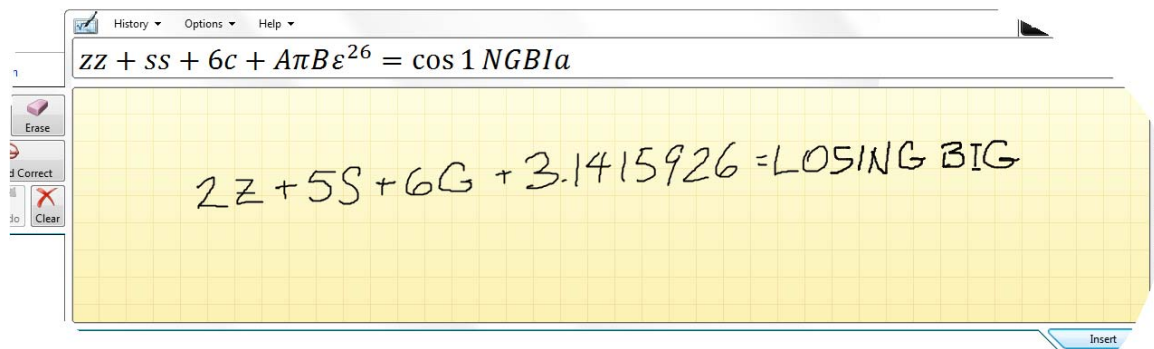 History Options Help
zz + ss + 6c + AπBε²⁶ = cos 1 NGBIa
Erase
d Correct
do Clear
2Z+5S+6G+3.1415926=LOSING BIG
Insert